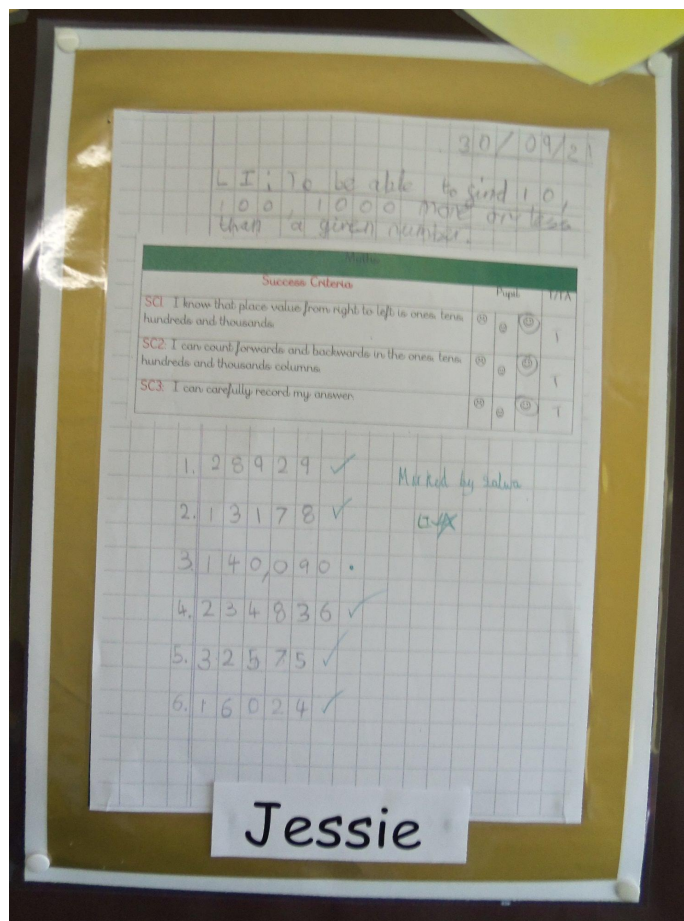 30/09/21
LI: To be able to find 10,
100, 1000 more or less
than a given number.
Maths
Success Criteria Pupil T/TA
SC1. I know that place value from right to left is ones, tens,
hundreds and thousands T
SC2. I can count forwards and backwards in the ones, tens,
hundreds and thousands columns. T
SC3. I can carefully record my answer. T
1. 28929 ✓
Marked by Salwa
2. 13178 ✓
3. 140,090 .
4. 234836 ✓
5. 32575 ✓
6. 16024 ✓
Jessie